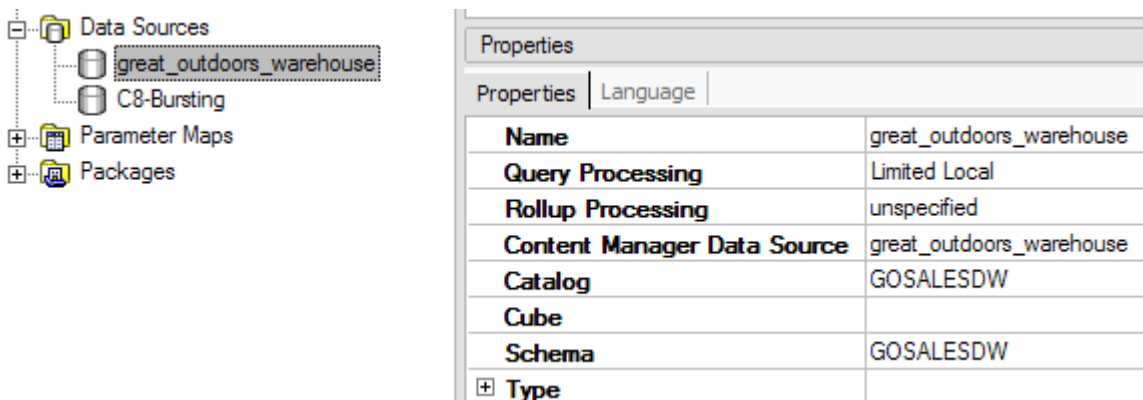 Data Sources
great_outdoors_warehouse
C8-Bursting
Parameter Maps
Packages
Properties
Properties Language
Name great_outdoors_warehouse
Query Processing Limited Local
Rollup Processing unspecified
Content Manager Data Source great_outdoors_warehouse
Catalog GOSALESDW
Cube
Schema GOSALESDW
Type